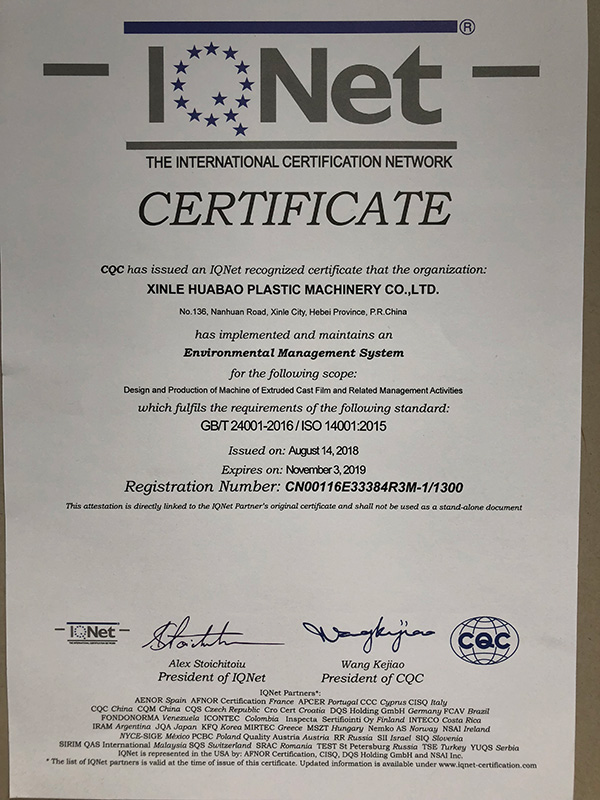 IQNet ®
THE INTERNATIONAL CERTIFICATION NETWORK
CERTIFICATE
CQC has issued an IQNet recognized certificate that the organization:
XINLE HUABAO PLASTIC MACHINERY CO.,LTD.
No.136, Nanhuan Road, Xinle City, Hebei Province, P.R.China
has implemented and maintains an
Environmental Management System
for the following scope:
Design and Production of Machine of Extruded Cast Film and Related Management Activities
which fulfils the requirements of the following standard:
GB/T 24001-2016 / ISO 14001:2015
Issued on: August 14, 2018
Expires on: November 3, 2019
Registration Number: CN00116E33384R3M-1/1300
This attestation is directly linked to the IQNet Partner's original certificate and shall not be used as a stand-alone document
IQNet
THE INTERNATIONAL CERTIFICATION NETWORK
CQC
Alex Stoichitoiu
President of IQNet
Wang Kejiao
President of CQC
IQNet Partners*:
AENOR Spain AFNOR Certification France APCER Portugal CCC Cyprus CISQ Italy
CQC China CQM China CQS Czech Republic Cro Cert Croatia DQS Holding GmbH Germany FCAV Brazil
FONDONORMA Venezuela ICONTEC Colombia Inspecta Sertifiointi Oy Finland INTECO Costa Rica
IRAM Argentina JQA Japan KFQ Korea MIRTEC Greece MSZT Hungary Nemko AS Norway NSAI Ireland
NYCE-SIGE México PCBC Poland Quality Austria Austria RR Russia SII Israel SIQ Slovenia
SIRIM QAS International Malaysia SQS Switzerland SRAC Romania TEST St Petersburg Russia TSE Turkey YUQS Serbia
IQNet is represented in the USA by: AFNOR Certification, CISQ, DQS Holding GmbH and NSAI Inc.
* The list of IQNet partners is valid at the time of issue of this certificate. Updated information is available under www.iqnet-certification.com